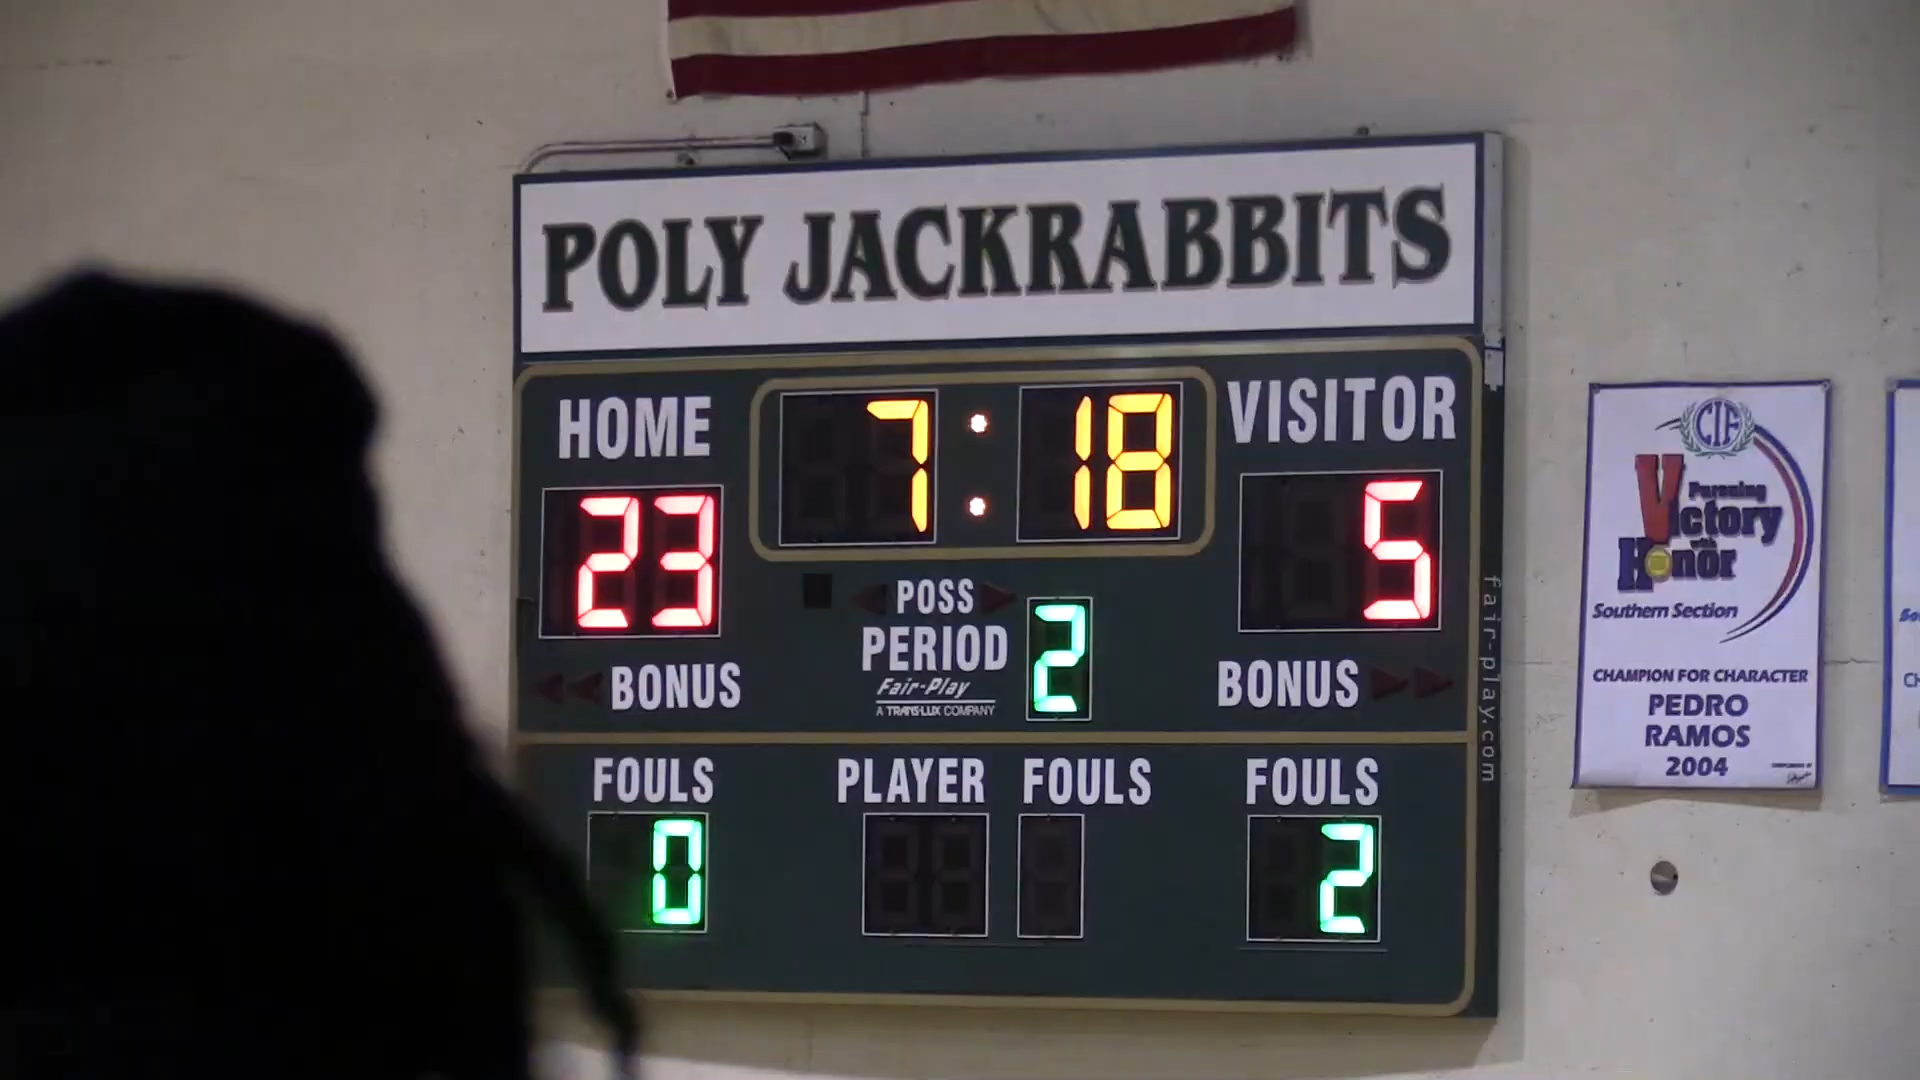 POLY JACKRABBITS
HOME
7:18
VISITOR
23
5
POSS
PERIOD
2
Fair-Play
A TRANS-LUX COMPANY
BONUS
BONUS
fair-play.com
FOULS
PLAYER
FOULS
FOULS
0
2
CIF
Pursuing
Victory
with
Honor
Southern Section
CHAMPION FOR CHARACTER
PEDRO
RAMOS
2004